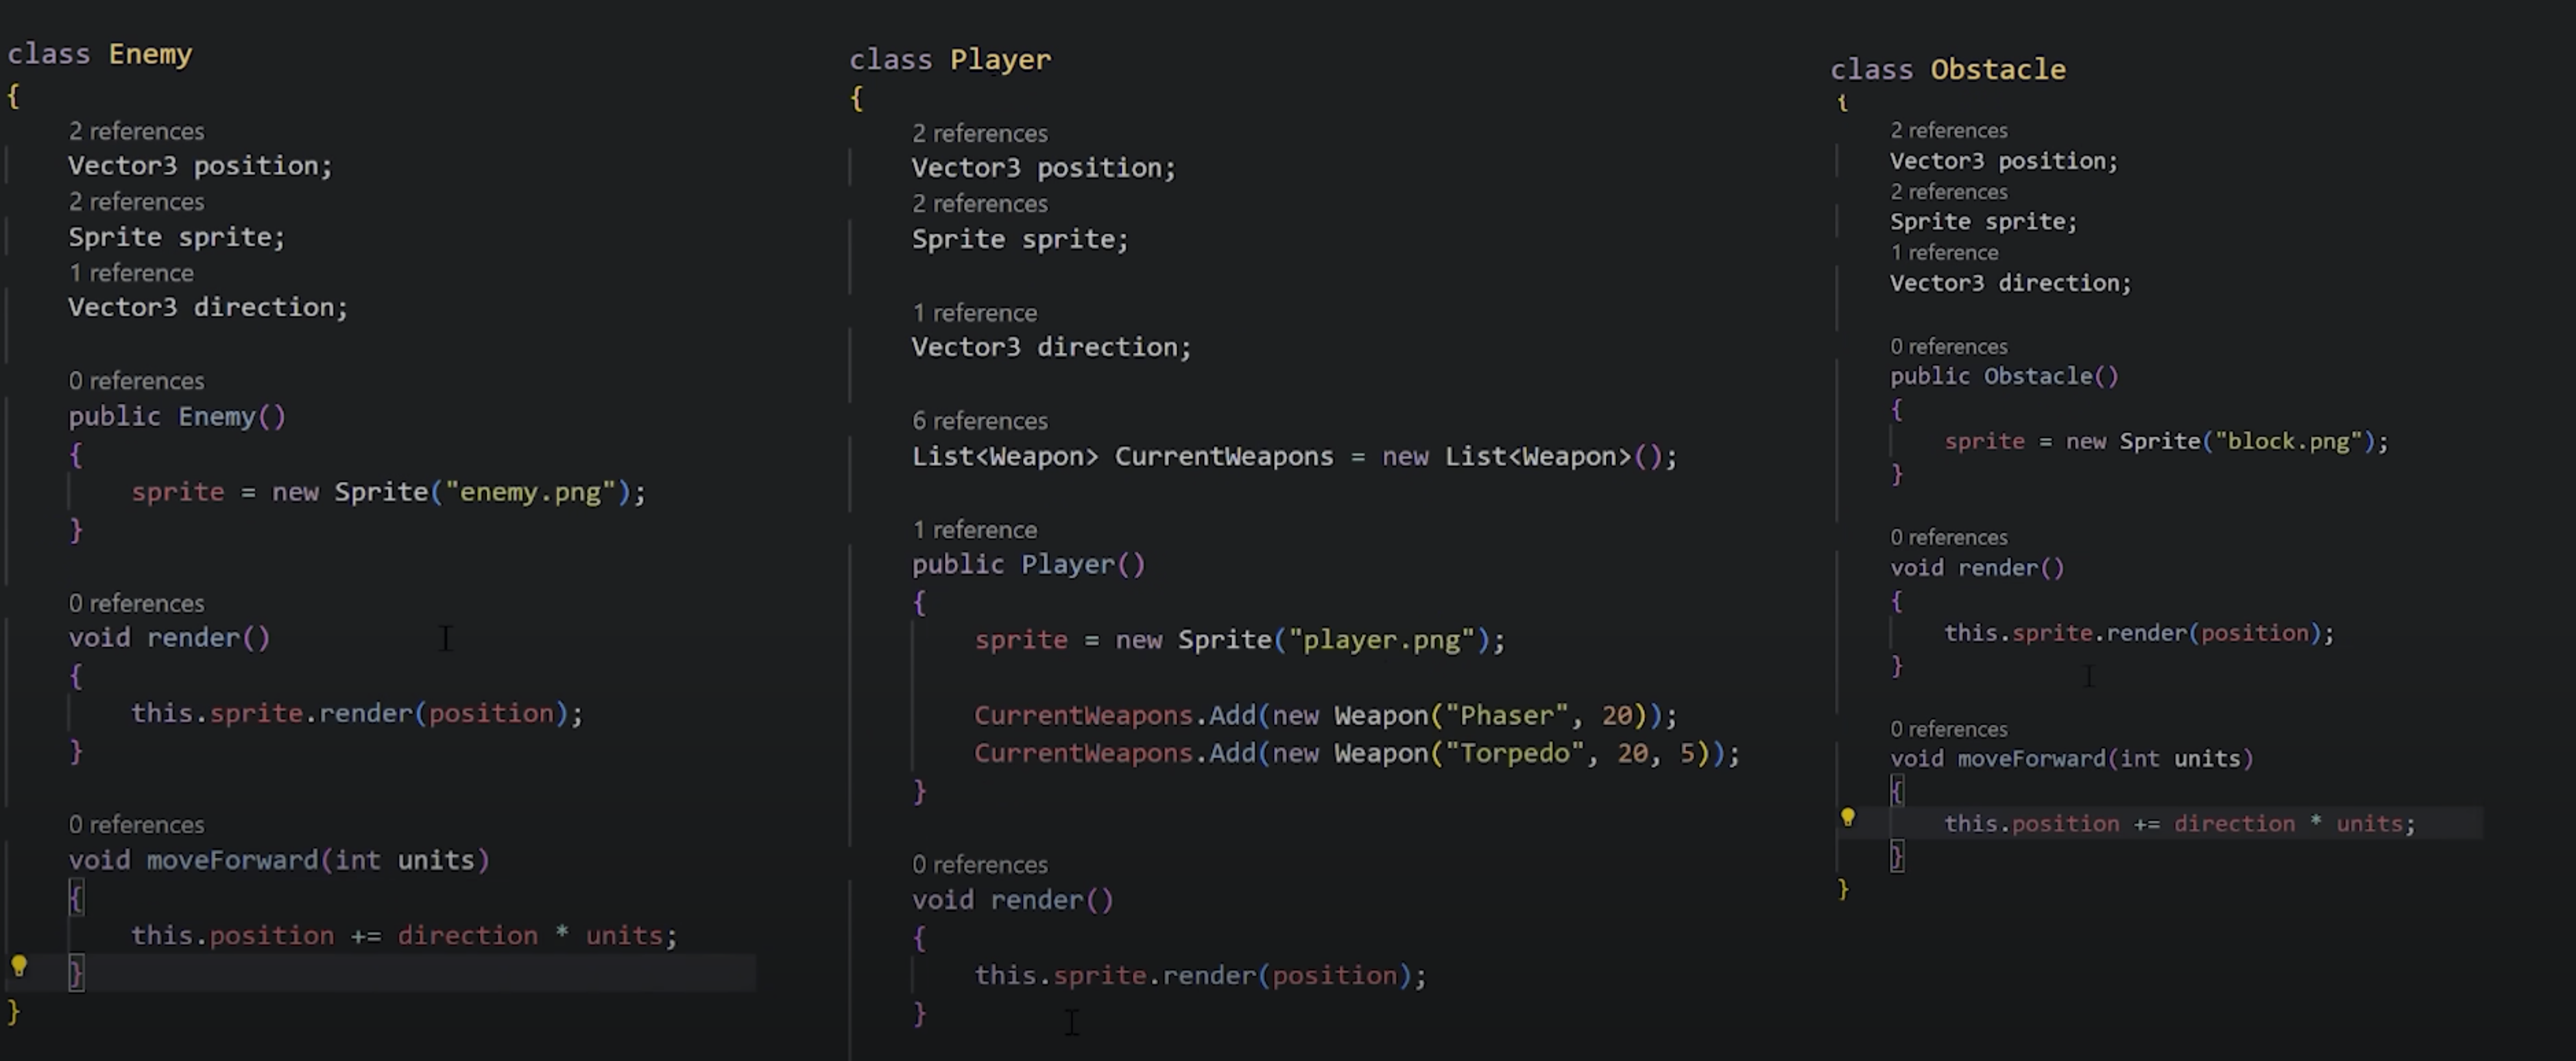 class Enemy
{
2 references
Vector3 position;
2 references
Sprite sprite;
1 reference
Vector3 direction;
0 references
public Enemy()
{
sprite = new Sprite("enemy.png");
}
0 references
void render()
{
this.sprite.render(position);
}
0 references
void moveForward(int units)
{
this.position += direction * units;
}
}
class Player
{
2 references
Vector3 position;
2 references
Sprite sprite;
1 reference
Vector3 direction;
6 references
List<Weapon> CurrentWeapons = new List<Weapon>();
1 reference
public Player()
{
sprite = new Sprite("player.png");
CurrentWeapons.Add(new Weapon("Phaser", 20));
CurrentWeapons.Add(new Weapon("Torpedo", 20, 5));
}
0 references
void render()
{
this.sprite.render(position);
}
class Obstacle
{
2 references
Vector3 position;
2 references
Sprite sprite;
1 reference
Vector3 direction;
0 references
public Obstacle()
{
sprite = new Sprite("block.png");
}
0 references
void render()
{
this.sprite.render(position);
}
0 references
void moveForward(int units)
{
this.position += direction * units;
}
}